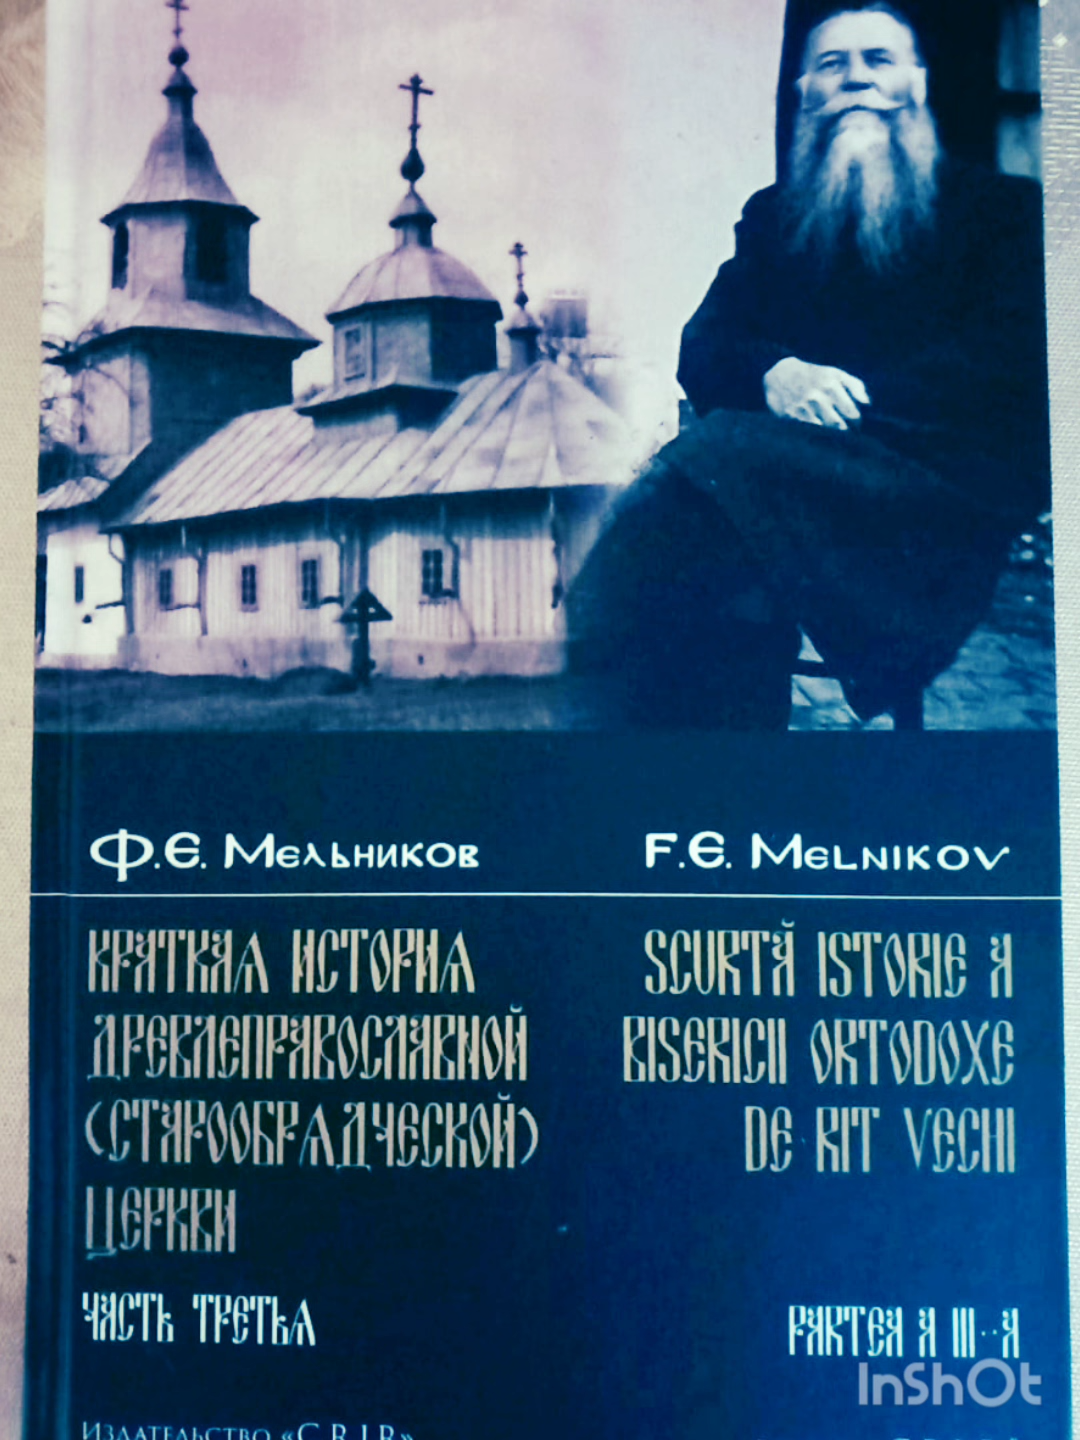 Ф.Е. Мельников
F.E. Melnikov
Краткая история
древлеправославной
(старообрядческой)
церкви
Scurtă istorie a
Bisericii Ortodoxe
de rit vechi
Часть третья
Partea a III-a
Издательство «C.R.L.R»
InShOt